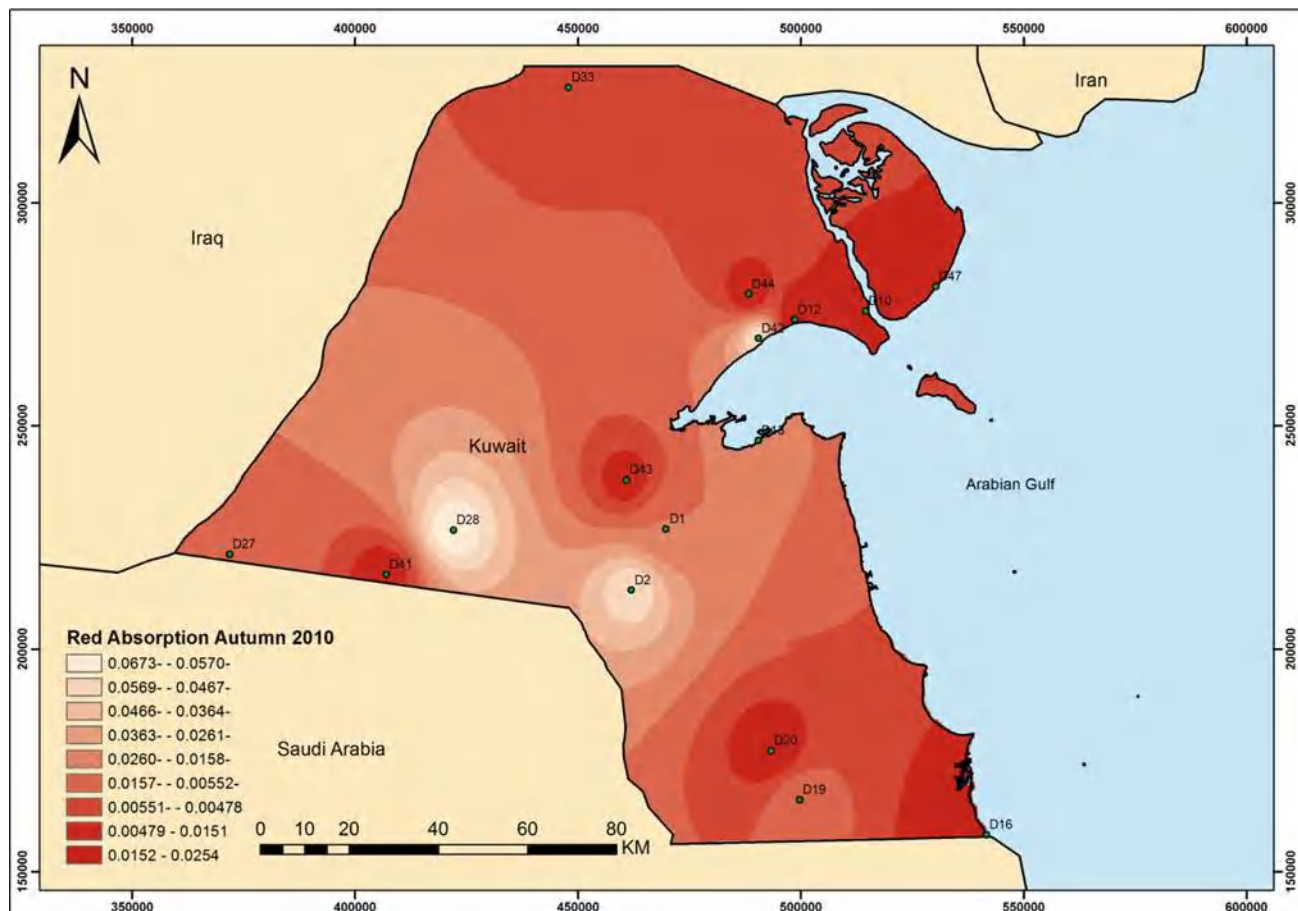 350000 400000 450000 500000 550000 600000
N
D33
Iran
300000 300000
Iraq
D44
D47
D12
D10
D42
250000 250000
D13
Kuwait
D43
Arabian Gulf
D28
D1
D27
D41
D2
200000 200000
Red Absorption Autumn 2010
0.0673- - 0.0570-
0.0569- - 0.0467-
0.0466- - 0.0364-
0.0363- - 0.0261-
0.0260- - 0.0158-
0.0157- - 0.00552-
0.00551- - 0.00478
0.00479 - 0.0151
0.0152 - 0.0254
Saudi Arabia
D20
D19
D16
0 10 20 40 60 80
KM
150000 150000
350000 400000 450000 500000 550000 600000